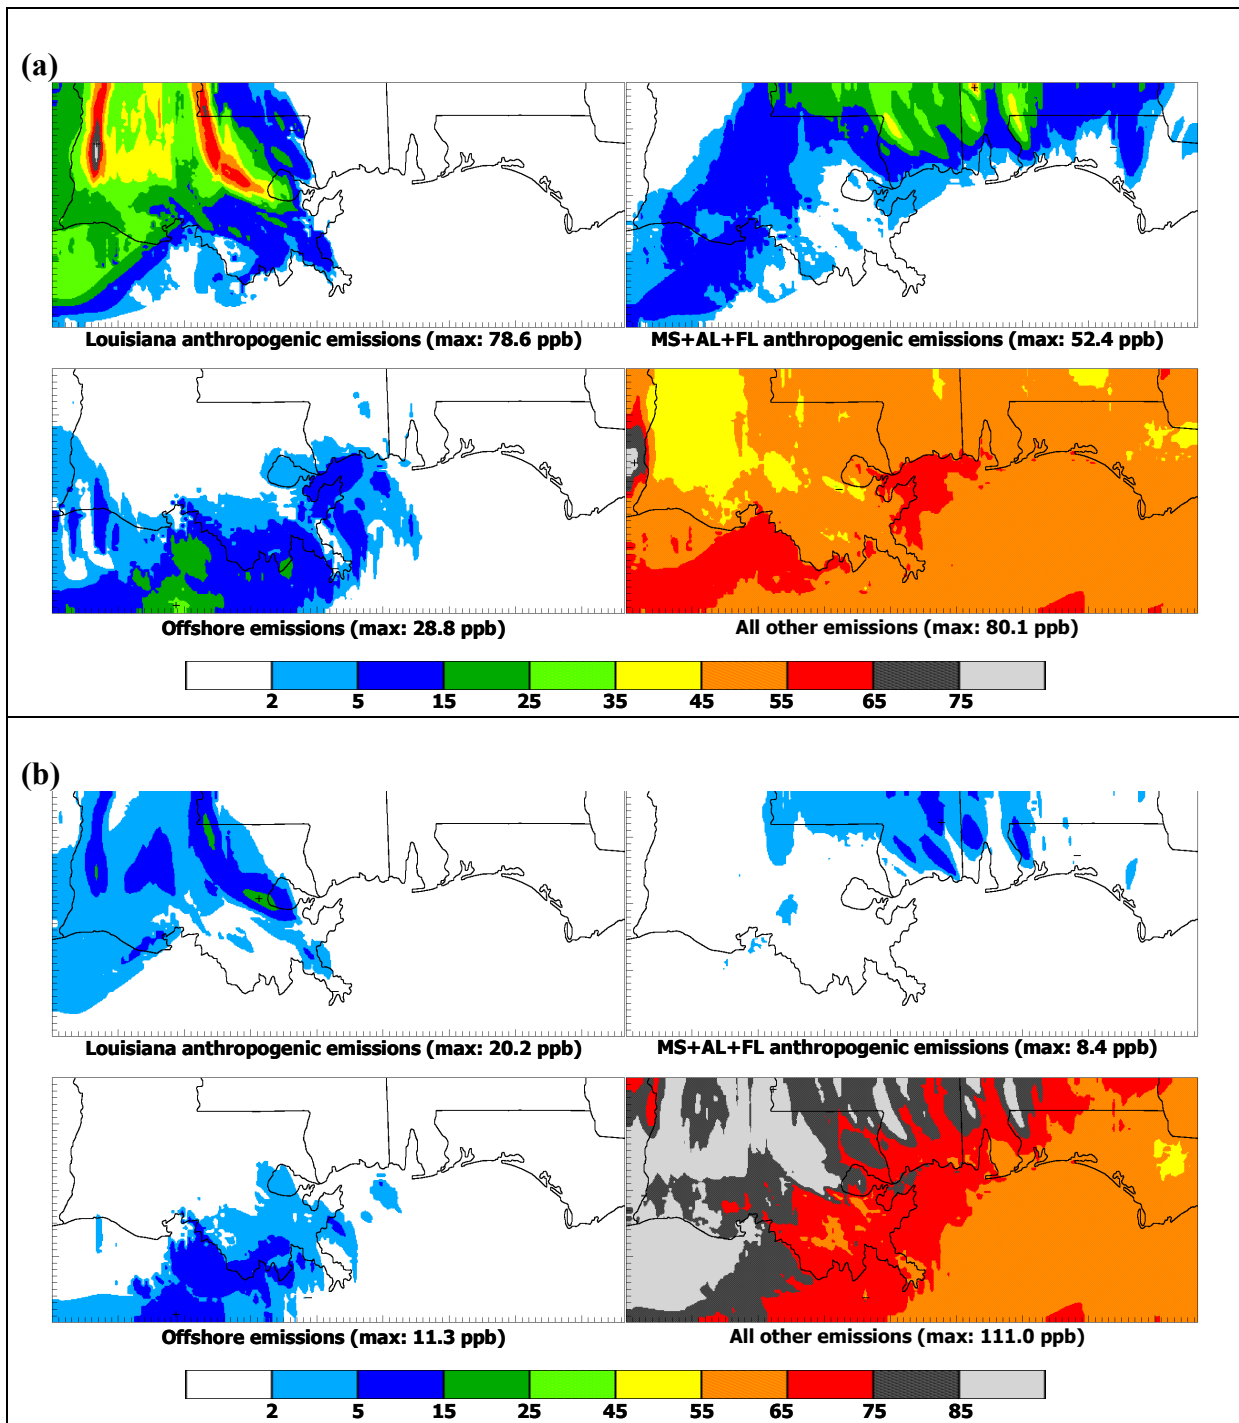 (a)
Louisiana anthropogenic emissions (max: 78.6 ppb)
MS+AL+FL anthropogenic emissions (max: 52.4 ppb)
Offshore emissions (max: 28.8 ppb)
All other emissions (max: 80.1 ppb)
2 5 15 25 35 45 55 65 75
(b)
Louisiana anthropogenic emissions (max: 20.2 ppb)
MS+AL+FL anthropogenic emissions (max: 8.4 ppb)
Offshore emissions (max: 11.3 ppb)
All other emissions (max: 111.0 ppb)
2 5 15 25 45 55 65 75 85